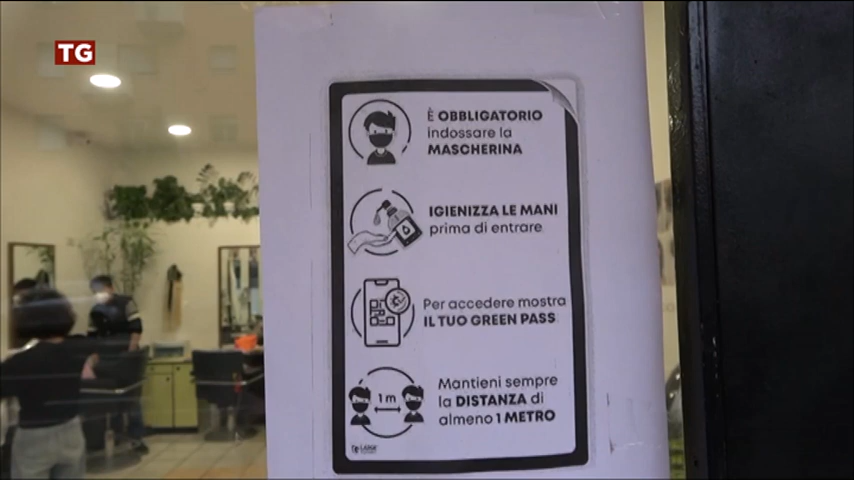 TG
È OBBLIGATORIO
indossare la
MASCHERINA
IGIENIZZA LE MANI
prima di entrare
Per accedere mostra
IL TUO GREEN PASS
1 m
Mantieni sempre
la DISTANZA di
almeno 1 METRO